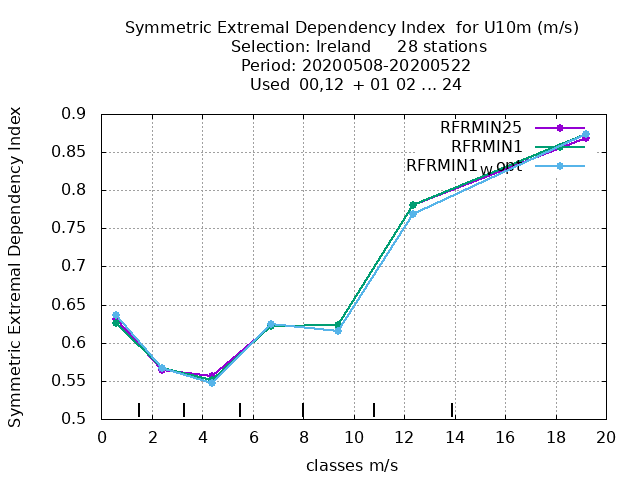 Symmetric Extremal Dependency Index for U10m (m/s)
Selection: Ireland 28 stations
Period: 20200508-20200522
Used 00,12 + 01 02 ... 24
Symmetric Extremal Dependency Index
0.9
0.85
0.8
0.75
0.7
0.65
0.6
0.55
0.5
RFRMIN25
RFRMIN1
RFRMIN1wopt
0 2 4 6 8 10 12 14 16 18 20
classes m/s